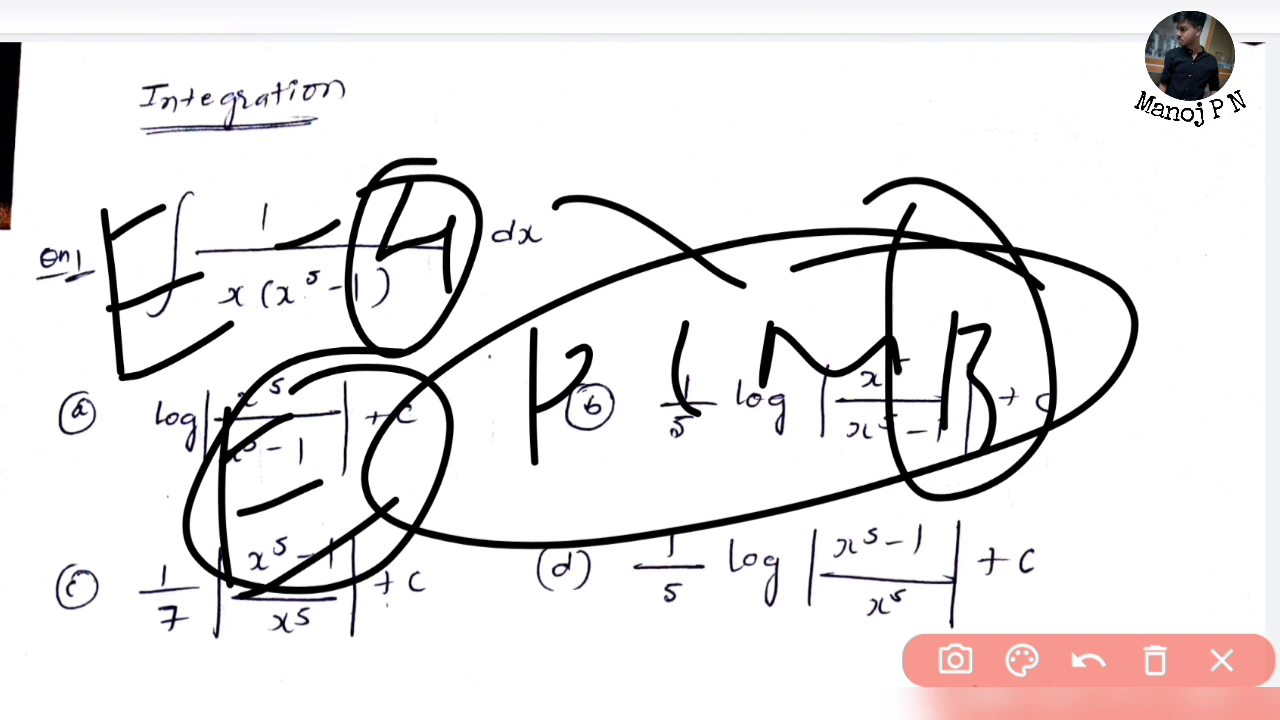 Manoj P N
Integration
Qn1 ∫ 1 / x(x⁵-1) dx
(a) log | x⁵ / x⁵-1 | + C (b) 1/5 log | x⁵ / x⁵-1 | + C
(c) 1/7 | x⁵-1 / x⁵ | + C (d) 1/5 log | x⁵-1 / x⁵ | + C